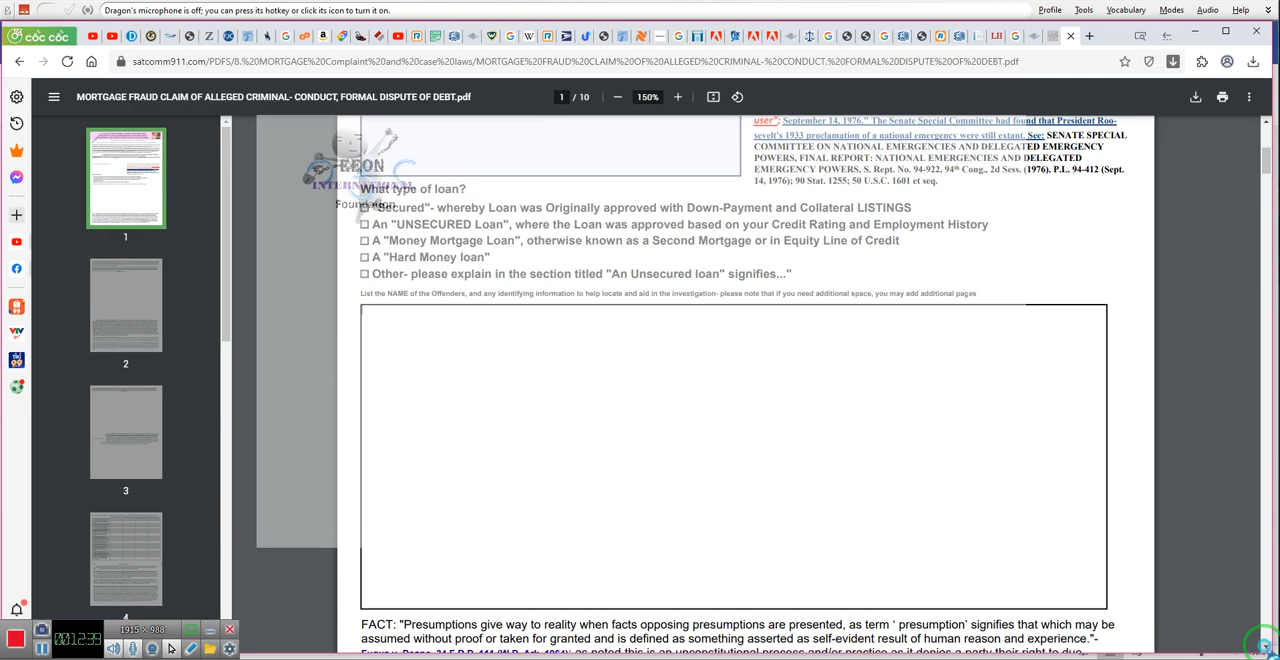 Dragon's microphone is off; you can press its hotkey or click its icon to turn it on.
Profile Tools Vocabulary Modes Audio Help
CỐC CỐC
satcomm911.com/PDFS/8.%20MORTGAGE%20Complaint%20and%20case%20laws/MORTGAGE%20FRAUD%20CLAIM%20OF%20ALLEGED%20CRIMINAL-%20CONDUCT,%20FORMAL%20DISPUTE%20OF%20DEBT.pdf
MORTGAGE FRAUD CLAIM OF ALLEGED CRIMINAL- CONDUCT, FORMAL DISPUTE OF DEBT.pdf
1 / 10
150%
user"; September 14, 1976," The Senate Special Committee had found that President Roo-
sevelt's 1933 proclamation of a national emergency were still extant. See: SENATE SPECIAL
COMMITTEE ON NATIONAL EMERGENCIES AND DELEGATED EMERGENCY
POWERS, FINAL REPORT: NATIONAL EMERGENCIES AND DELEGATED
EMERGENCY POWERS, S. Rept. No. 94-922, 94th Cong., 2d Sess. (1976). P.L. 94-412 (Sept.
14, 1976); 90 Stat. 1255; 50 U.S.C. 1601 et seq.
INTERNATIONAL
Foundation
What type of loan?
"Secured"- whereby Loan was Originally approved with Down-Payment and Collateral LISTINGS
An "UNSECURED Loan", where the Loan was approved based on your Credit Rating and Employment History
A "Money Mortgage Loan", otherwise known as a Second Mortgage or in Equity Line of Credit
A "Hard Money loan"
Other- please explain in the section titled "An Unsecured loan" signifies..."
List the NAME of the Offenders, and any identifying information to help locate and aid in the investigation- please note that if you need additional space, you may add additional pages
FACT: "Presumptions give way to reality when facts opposing presumptions are presented, as term ' presumption' signifies that which may be
assumed without proof or taken for granted and is defined as something asserted as self-evident result of human reason and experience."-
1
2
3
4
00:12:39
1915 × 988